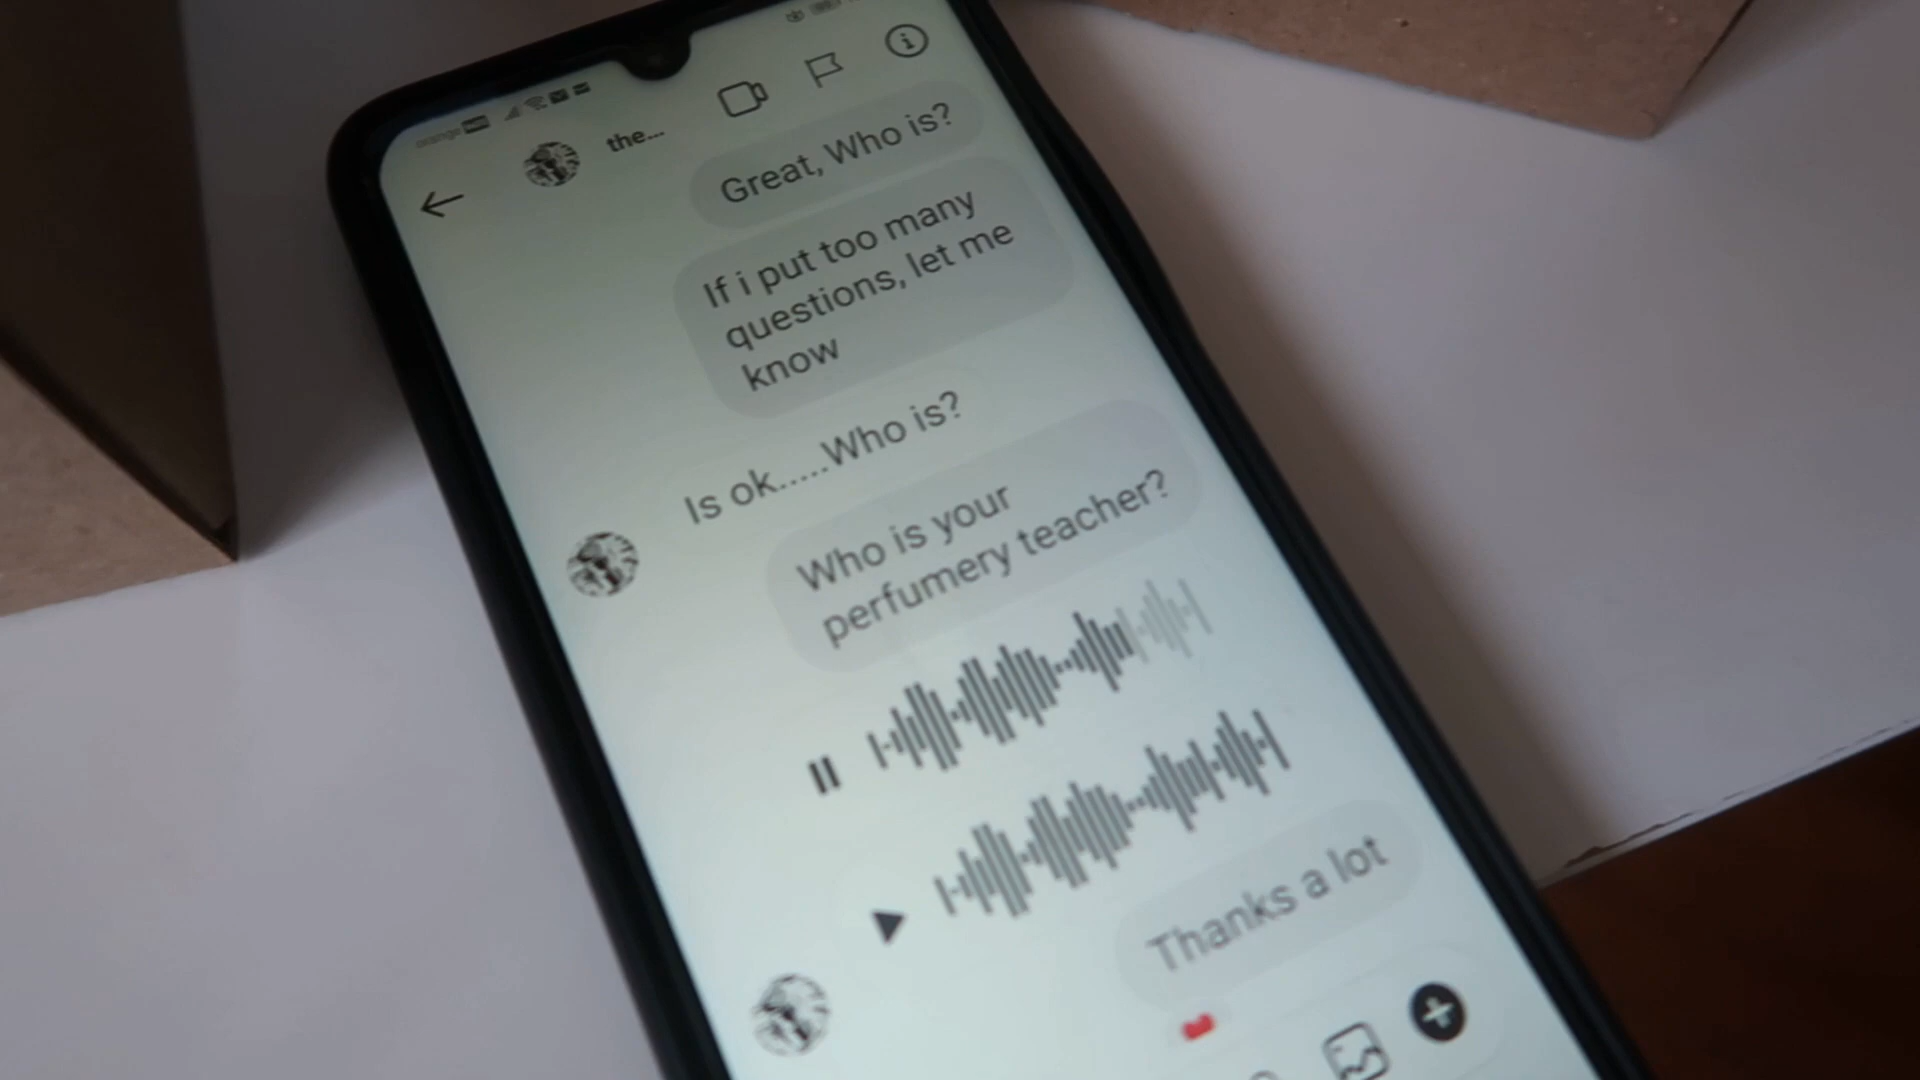 orange
the...
Great, Who is?
If i put too many
questions, let me
know
Is ok.....Who is?
Who is your
perfumery teacher?
Thanks a lot